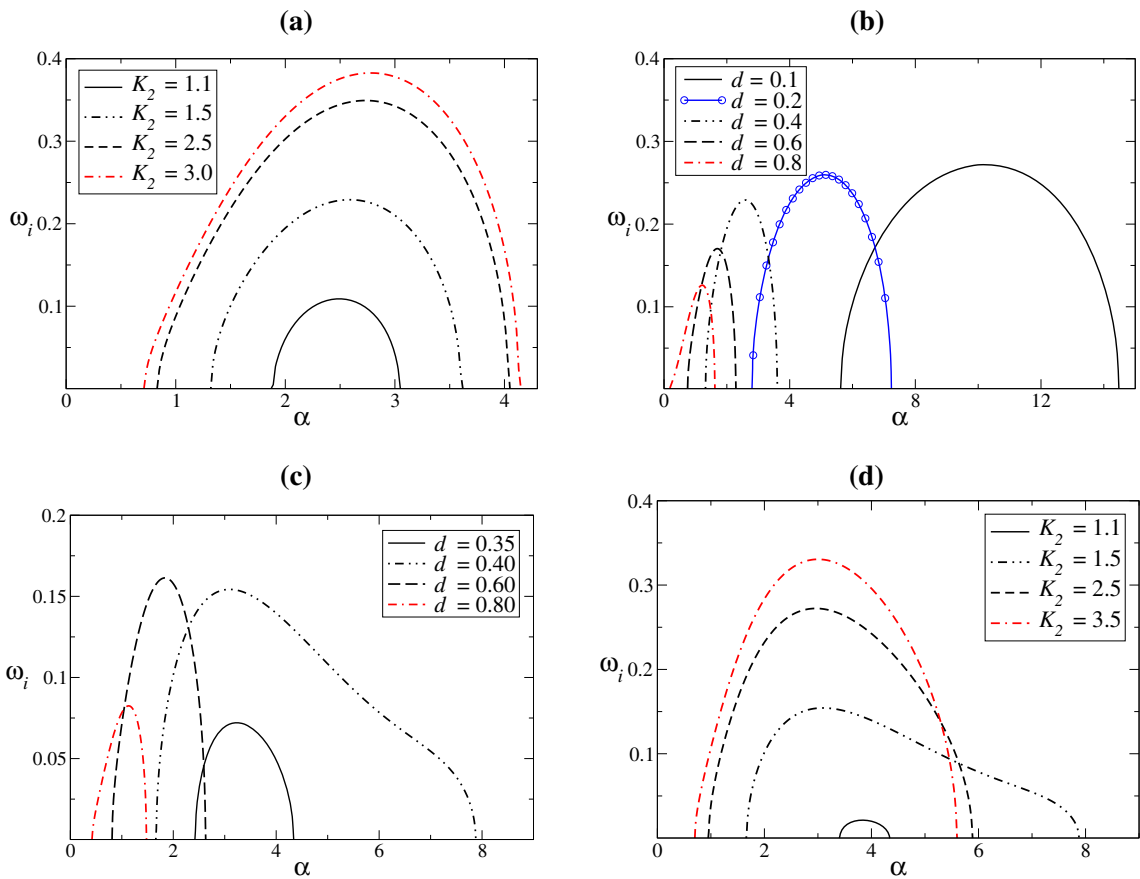 (a)
0.4
0.3
0.2
0.1
ωi
K2 = 1.1
K2 = 1.5
K2 = 2.5
K2 = 3.0
0 1 2 3 4
α
(b)
0.4
0.3
0.2
0.1
ωi
d = 0.1
d = 0.2
d = 0.4
d = 0.6
d = 0.8
0 4 8 12
α
(c)
0.2
0.15
0.1
0.05
ωi
d = 0.35
d = 0.40
d = 0.60
d = 0.80
0 2 4 6 8
α
(d)
0.4
0.3
0.2
0.1
ωi
K2 = 1.1
K2 = 1.5
K2 = 2.5
K2 = 3.5
0 2 4 6 8
α